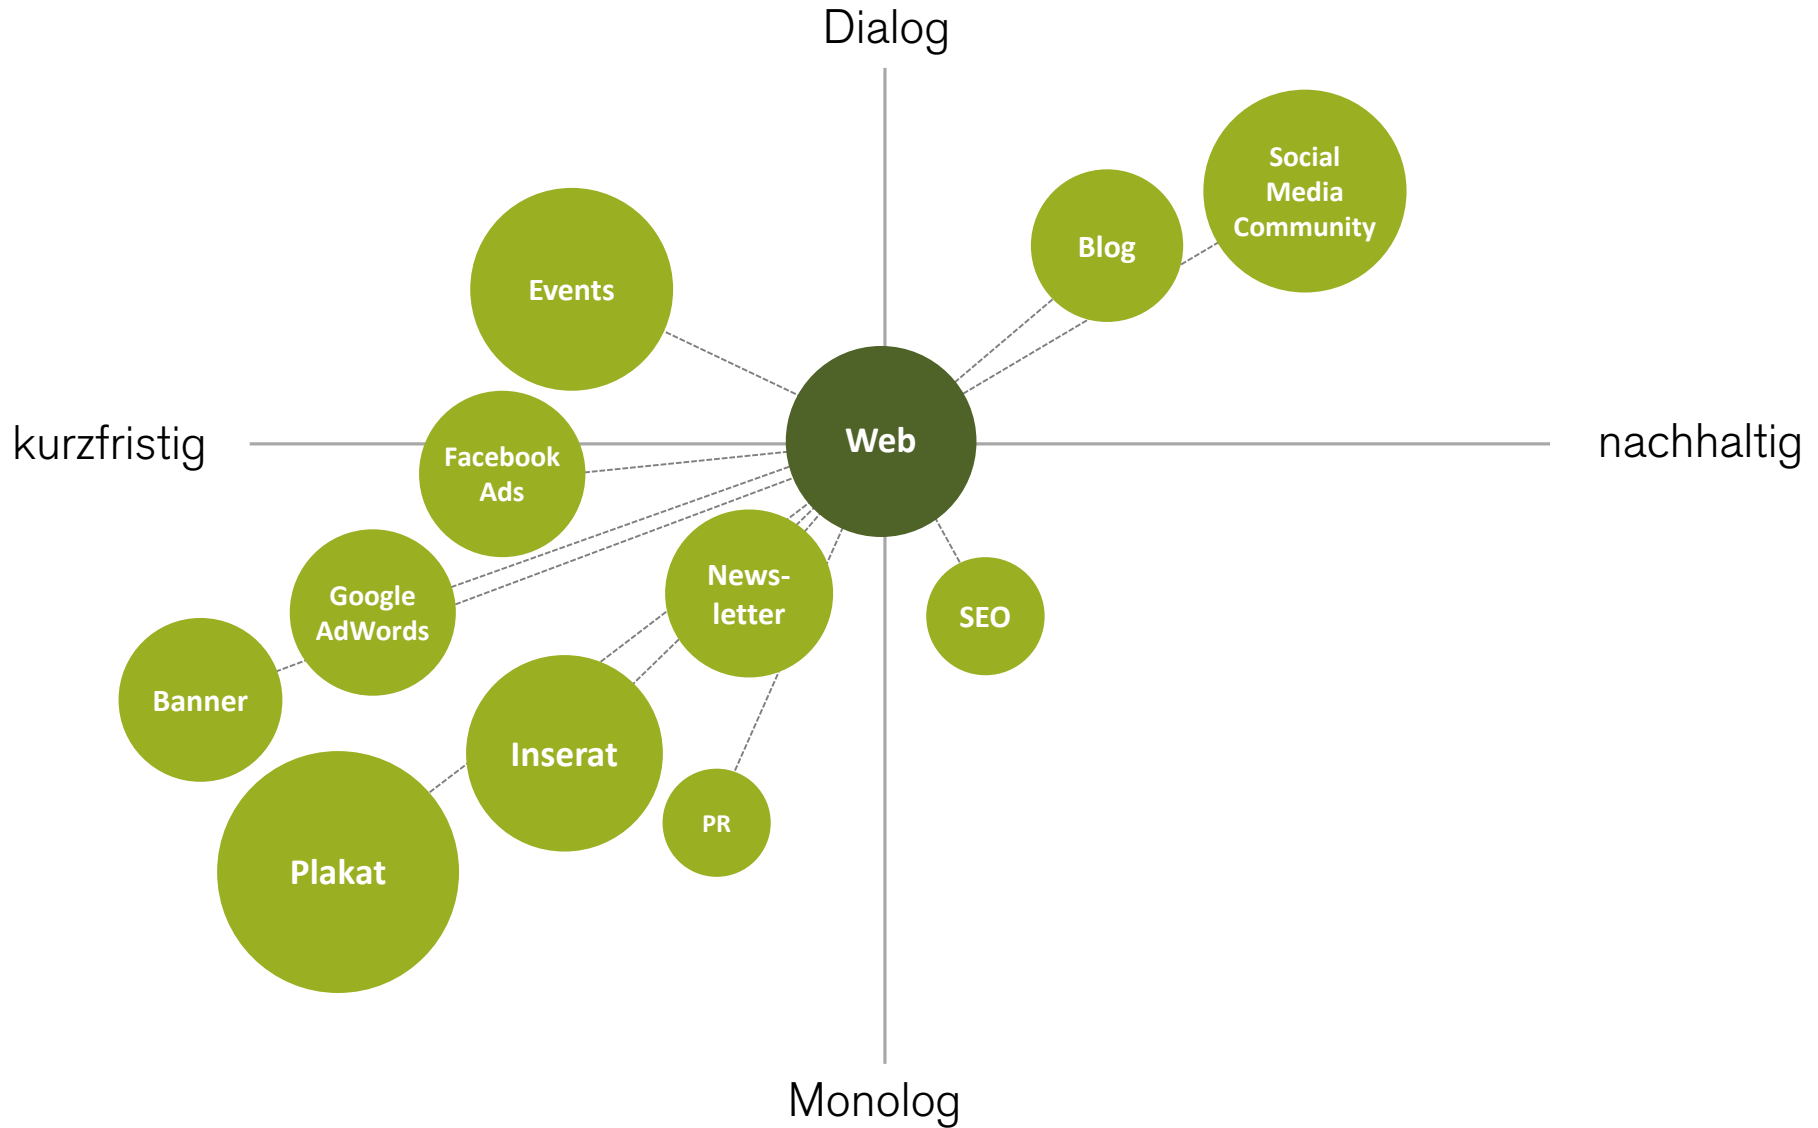 Dialog
Social
Media
Community
Blog
Events
kurzfristig
Facebook
Ads
Web
nachhaltig
News-
letter
Google
AdWords
SEO
Banner
Inserat
PR
Plakat
Monolog